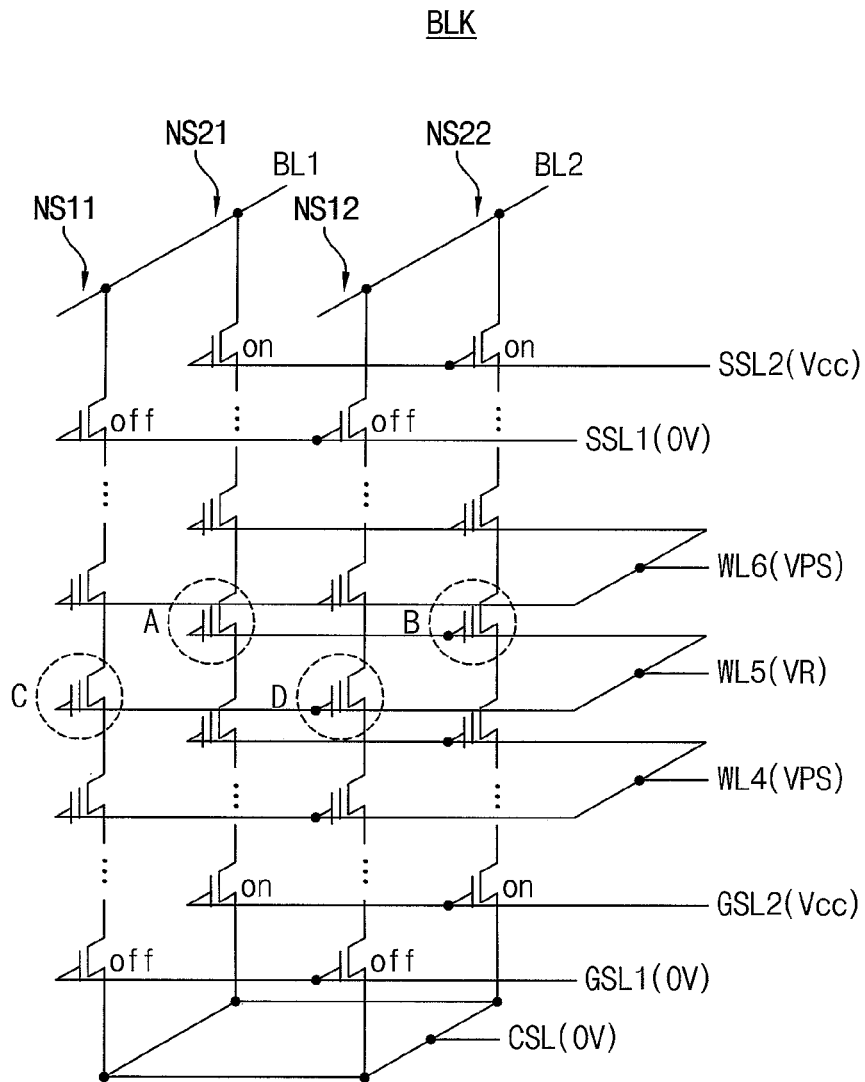 BLK
NS21
NS22
BL1
BL2
NS11
NS12
on
on
SSL2(Vcc)
off
off
SSL1(0V)
WL6(VPS)
A
B
WL5(VR)
C
D
WL4(VPS)
on
on
GSL2(Vcc)
off
off
GSL1(0V)
CSL(0V)